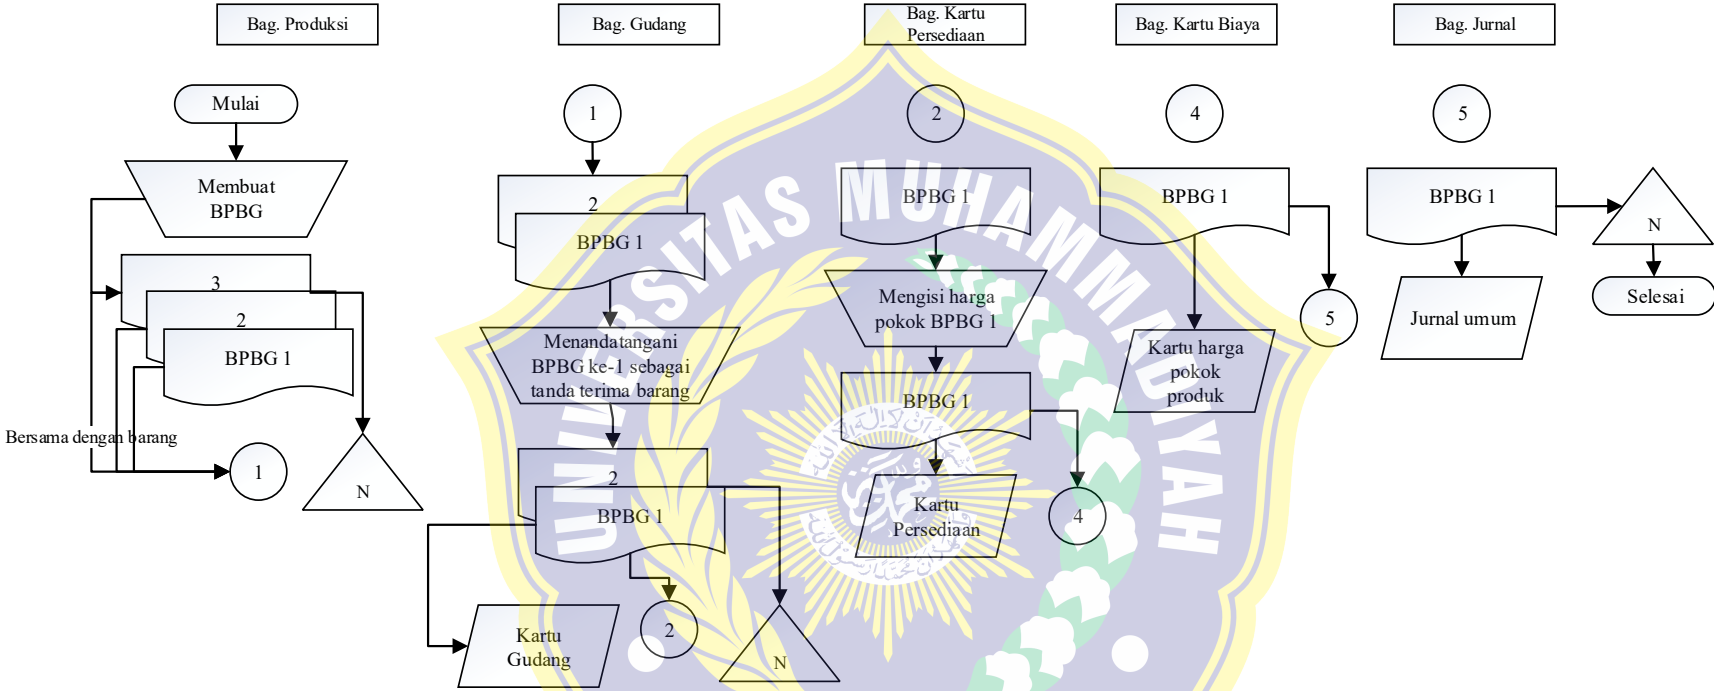 Bag. Produksi
Bag. Gudang
Bag. Kartu
Persediaan
Bag. Kartu Biaya
Bag. Jurnal
Mulai
Membuat
BPBG
3
2
BPBG 1
Bersama dengan barang
1
N
1
2
BPBG 1
Menandatangani
BPBG ke-1 sebagai
tanda terima barang
2
BPBG 1
Kartu
Gudang
2
N
2
BPBG 1
Mengisi harga
pokok BPBG 1
BPBG 1
Kartu
Persediaan
4
4
BPBG 1
Kartu harga
pokok
produk
5
5
BPBG 1
Jurnal umum
N
Selesai
UNIVERSITAS MUHAMMADIYAH